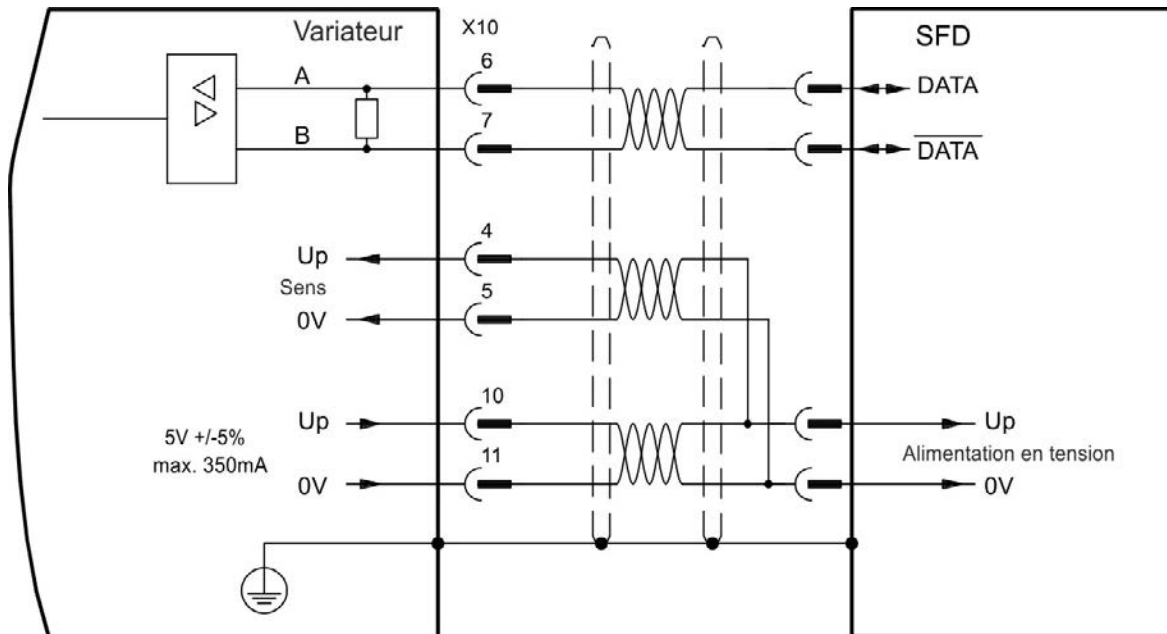 Variateur
X10
SFD
6
A
DATA
7
B
DATA
4
Up
Sens
5
0V
10
Up
Up
5V +/-5%
max. 350mA
Alimentation en tension
11
0V
0V